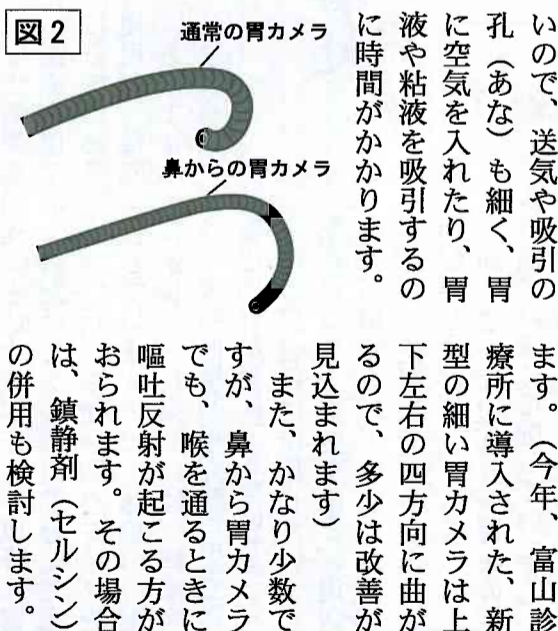 いので、送気や吸引の
孔（あな）も細く、胃
に空気を入れたり、胃
液や粘液を吸引するの
に時間がかかります。
図2
通常の胃カメラ
鼻からの胃カメラ
ます。（今年、富山診
療所に導入された、新
型の細い胃カメラは上
下左右の四方向に曲が
るので、多少は改善が
見込まれます）
また、かなり少数で
すが、鼻から胃カメラ
でも、喉を通るときに
嘔吐反射が起こる方が
おられます。その場合
は、鎮静剤（セルシン）
の併用も検討します。